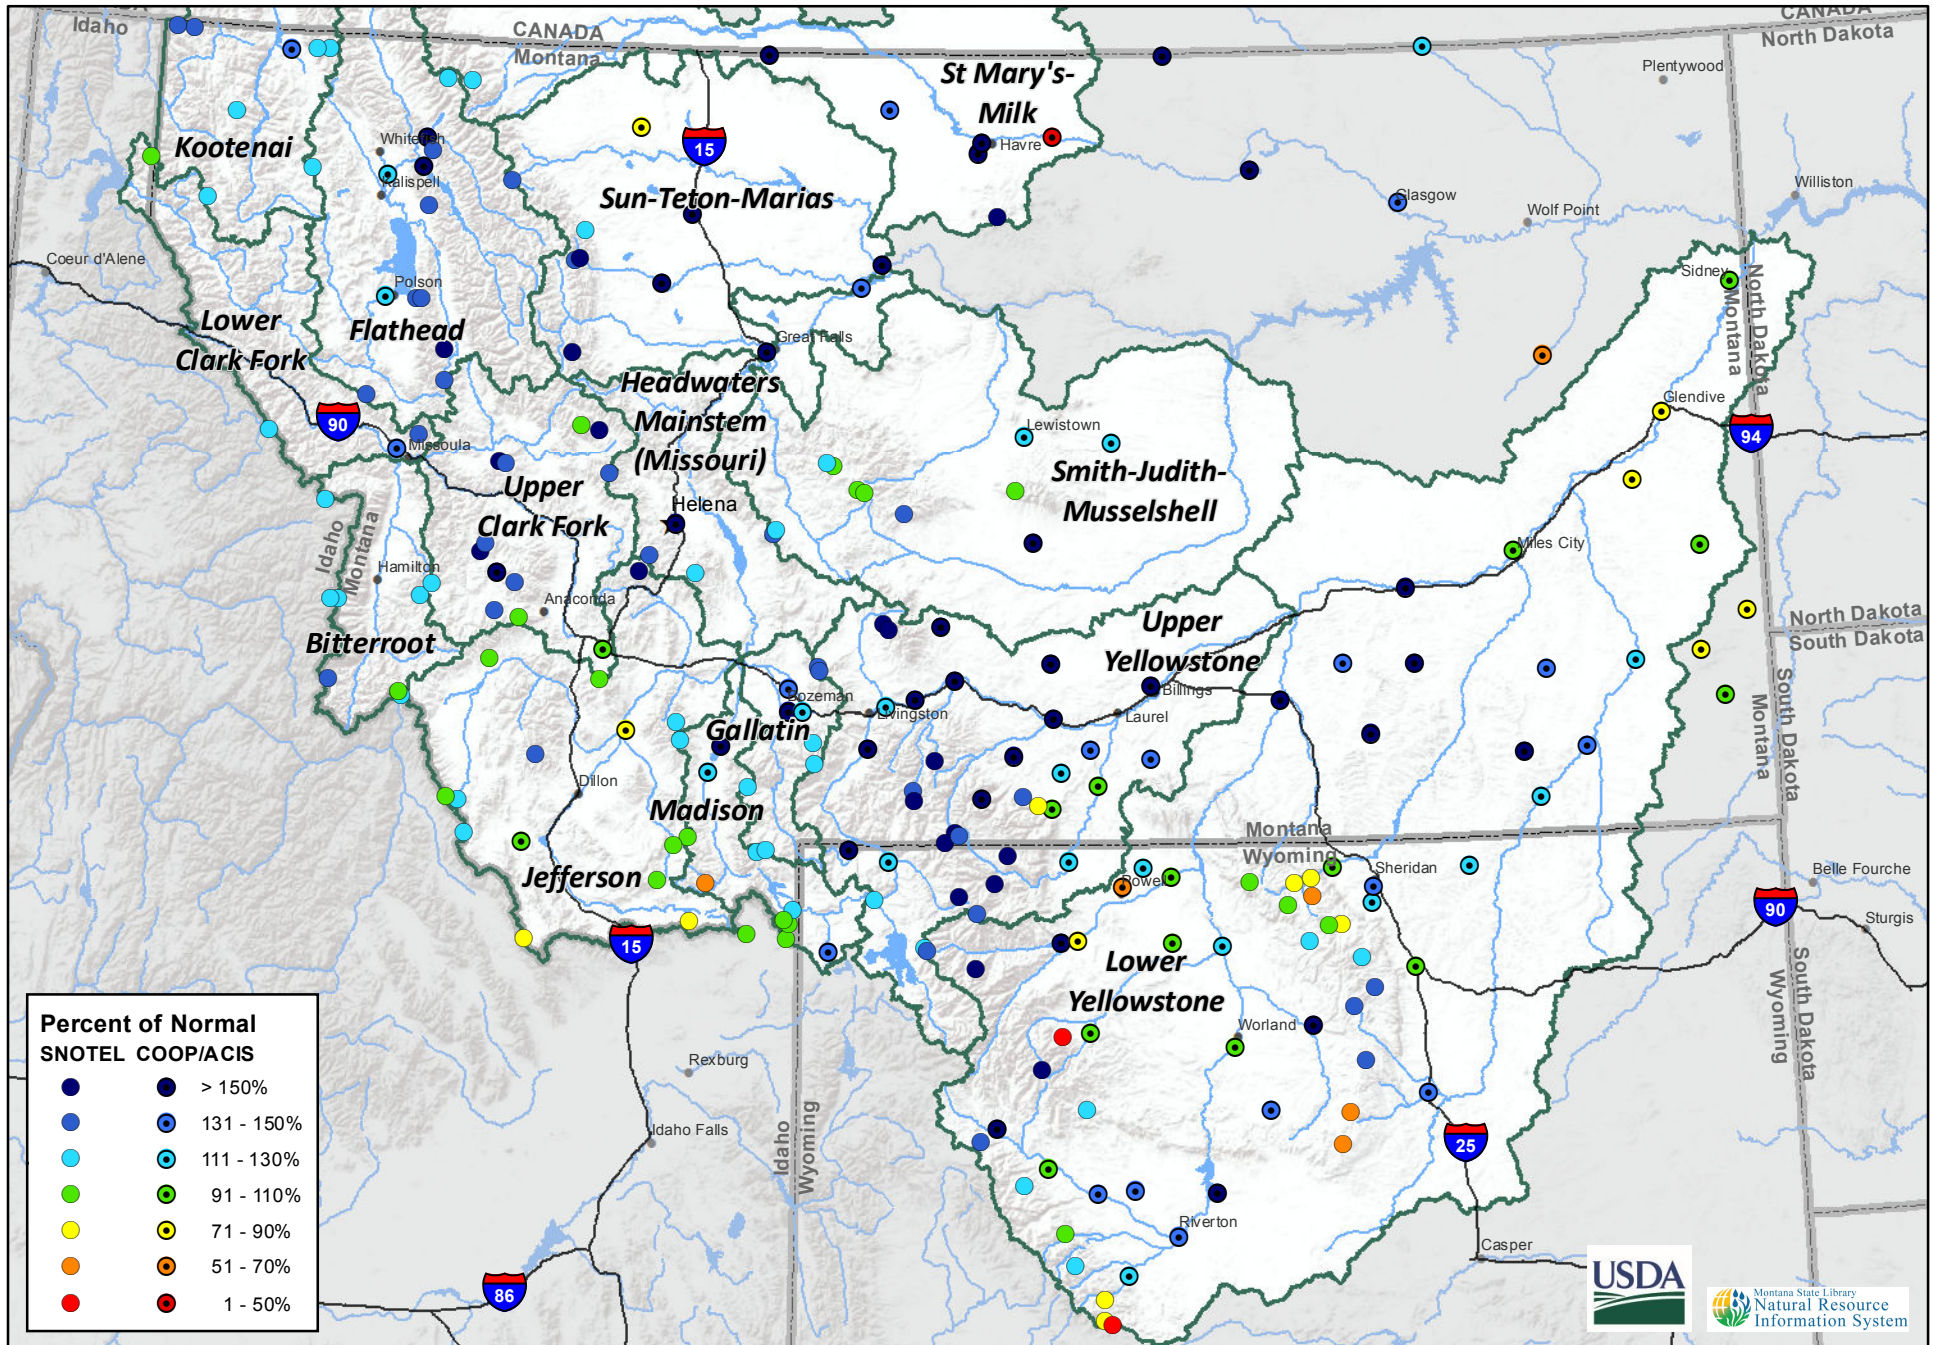 CANADA
Idaho
CANADA
Montana
CANADA
North Dakota
St Mary's-
Milk
Plentywood
Kootenai
Whitefish
15
Havre
Kalispell
Sun-Teton-Marias
Glasgow
Williston
Wolf Point
Coeur d'Alene
Polson
Sidney
North Dakota
Montana
Lower
Clark Fork
Flathead
Great Falls
Headwaters
Mainstem
(Missouri)
90
Missoula
Lewistown
Glendive
94
Smith-Judith-
Musselshell
Upper
Clark Fork
Helena
Idaho
Montana
Hamilton
Miles City
Anaconda
Bitterroot
Upper
Yellowstone
North Dakota
South Dakota
Bozeman
Livingston
Billings
Laurel
Gallatin
South Dakota
Montana
Dillon
Madison
Montana
Wyoming
Jefferson
Powell
Sheridan
Belle Fourche
90
Sturgis
15
Lower
Yellowstone
South Dakota
Wyoming
Worland
Rexburg
Idaho Falls
Idaho
Wyoming
25
Riverton
Casper
86
Percent of Normal
SNOTEL COOP/ACIS
> 150%
131 - 150%
111 - 130%
91 - 110%
71 - 90%
51 - 70%
1 - 50%
USDA
Montana State Library
Natural Resource
Information System